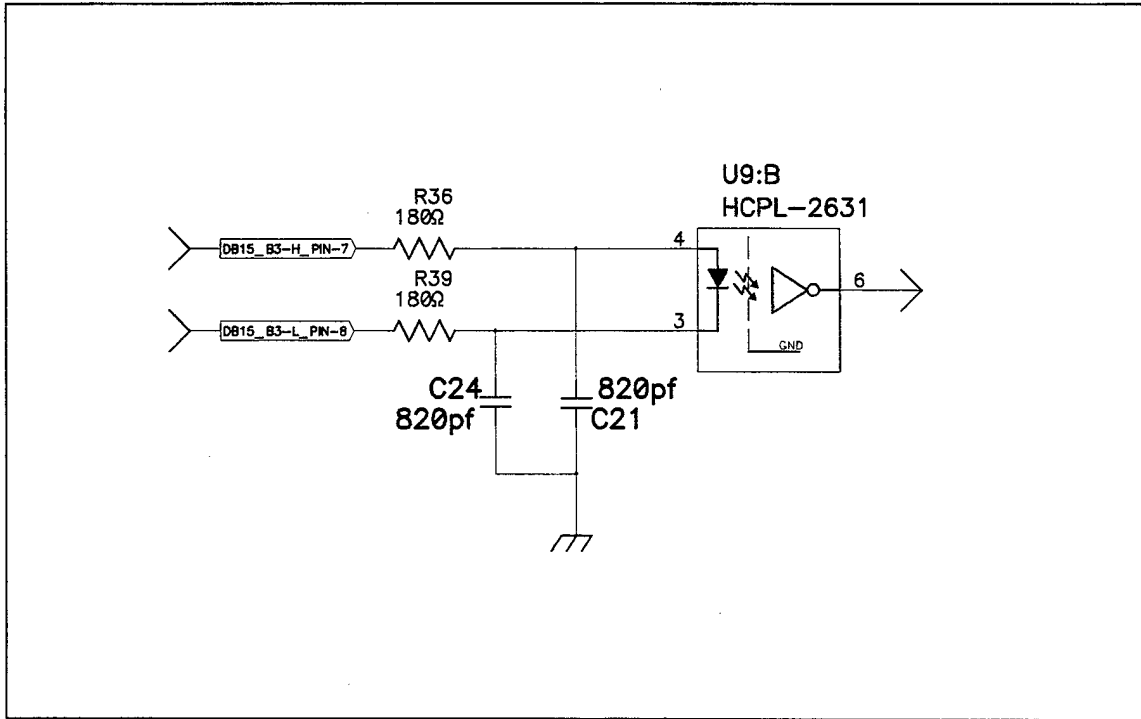 U9:B
HCPL-2631
R36
180Ω
DB15_B3-H_PIN-7
4
R39
180Ω
DB15_B3-L_PIN-8
3
6
GND
C24
820pf
820pf
C21